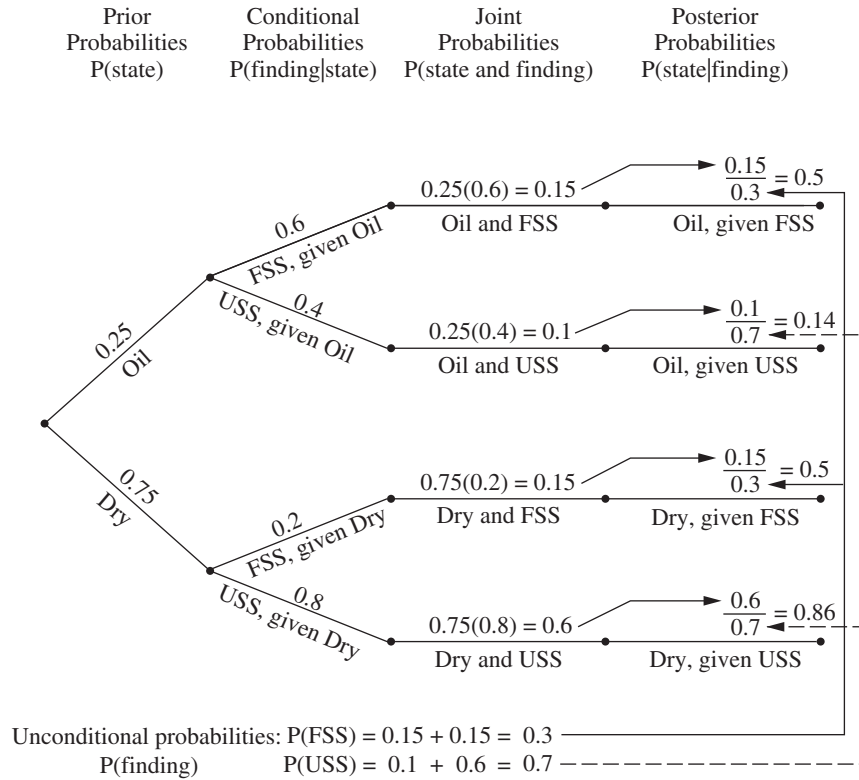 Prior Probabilities P(state)
Conditional Probabilities P(finding|state)
Joint Probabilities P(state and finding)
Posterior Probabilities P(state|finding)
0.25
Oil
0.75
Dry
0.6
FSS, given Oil
0.4
USS, given Oil
0.2
FSS, given Dry
0.8
USS, given Dry
0.25(0.6) = 0.15
Oil and FSS
0.15
0.3
= 0.5
Oil, given FSS
0.25(0.4) = 0.1
Oil and USS
0.1
0.7
= 0.14
Oil, given USS
0.75(0.2) = 0.15
Dry and FSS
0.15
0.3
= 0.5
Dry, given FSS
0.75(0.8) = 0.6
Dry and USS
0.6
0.7
= 0.86
Dry, given USS
Unconditional probabilities: P(FSS) = 0.15 + 0.15 = 0.3
P(finding) P(USS) = 0.1 + 0.6 = 0.7